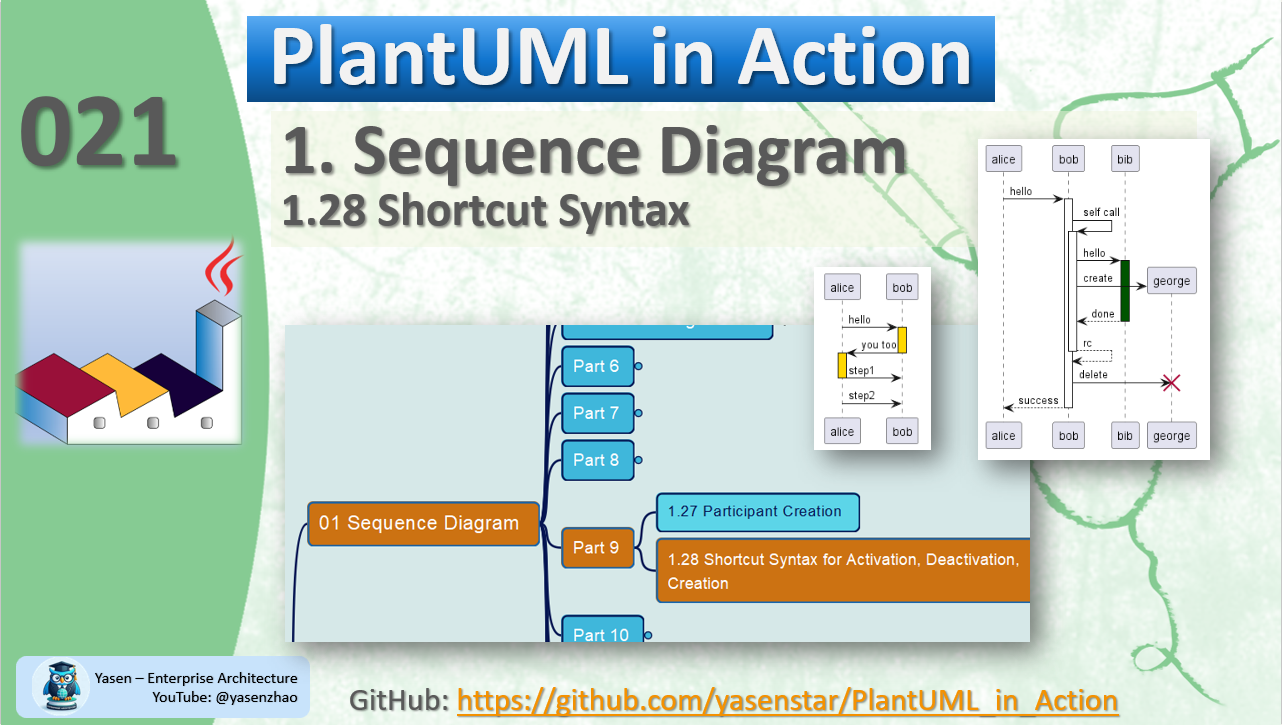 PlantUML in Action
021
1. Sequence Diagram
1.28 Shortcut Syntax
alice
bob
bib
hello
self call
hello
create
george
done
rc
delete
success
alice
bob
bib
george
alice
bob
hello
you too
step1
step2
alice
bob
Part 6
Part 7
Part 8
01 Sequence Diagram
Part 9
1.27 Participant Creation
1.28 Shortcut Syntax for Activation, Deactivation,
Creation
Part 10
Yasen – Enterprise Architecture
YouTube: @yasenzhao
GitHub: https://github.com/yasenstar/PlantUML_in_Action